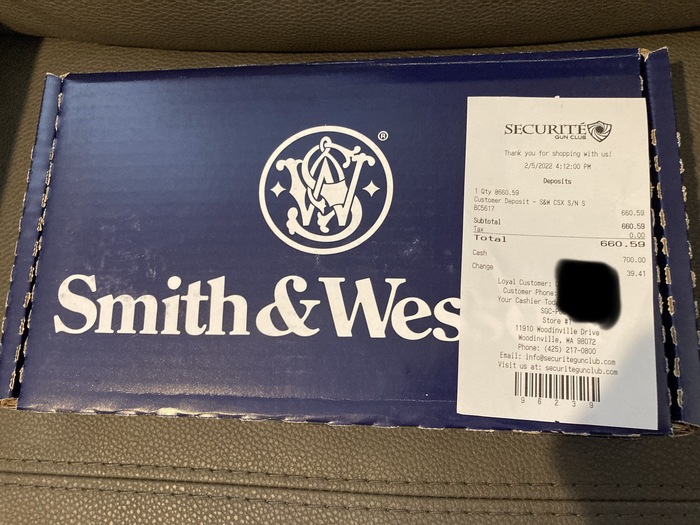 ®
Smith & Wes
SECURITÉ
GUN CLUB
Thank you for shopping with us!
2/5/2022 4:12:00 PM
Deposits
1 Qty @660.59
Customer Deposit - S&W CSX S/N S
BC5617 660.59
Subtotal 660.59
Tax 0.00
Total 660.59
Cash 700.00
Change 39.41
Loyal Customer:
Customer Phone:
Your Cashier Tod
Store #1
11910 Woodinville Drive
Woodinville, WA 98072
Phone: (425) 217-0800
Email: info@securitegunclub.com
Visit us at: securitegunclub.com
96239